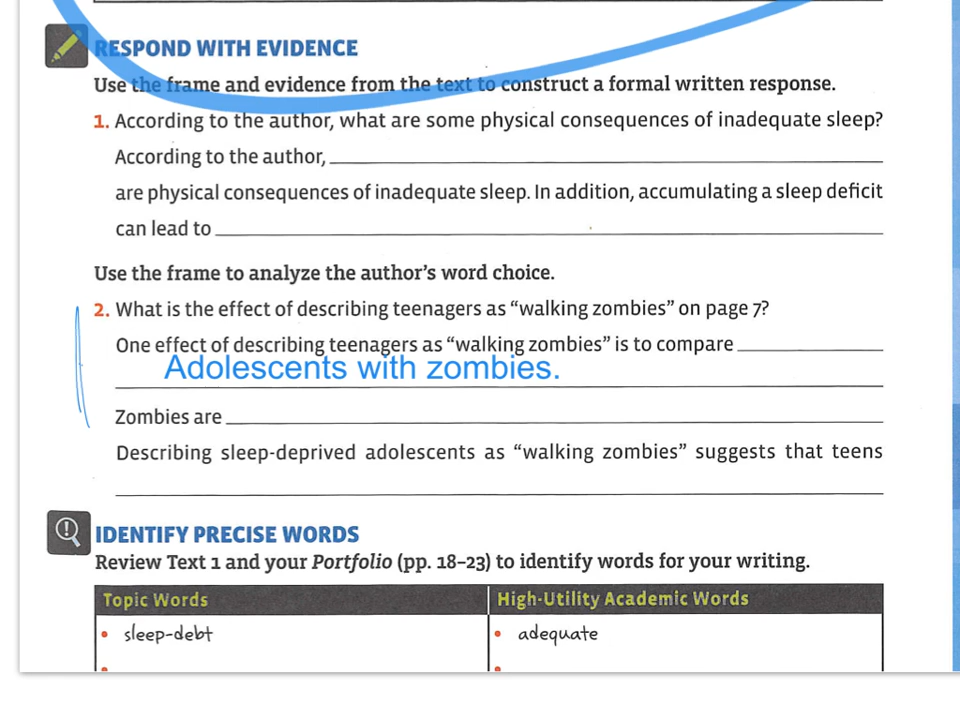 RESPOND WITH EVIDENCE
Use the frame and evidence from the text to construct a formal written response.
1. According to the author, what are some physical consequences of inadequate sleep?
According to the author,
are physical consequences of inadequate sleep. In addition, accumulating a sleep deficit
can lead to
Use the frame to analyze the author's word choice.
2. What is the effect of describing teenagers as “walking zombies” on page 7?
One effect of describing teenagers as “walking zombies” is to compare
Adolescents with zombies.
Zombies are
Describing sleep-deprived adolescents as “walking zombies” suggests that teens
IDENTIFY PRECISE WORDS
Review Text 1 and your Portfolio (pp. 18–23) to identify words for your writing.
Topic Words
High-Utility Academic Words
• sleep-debt
• adequate